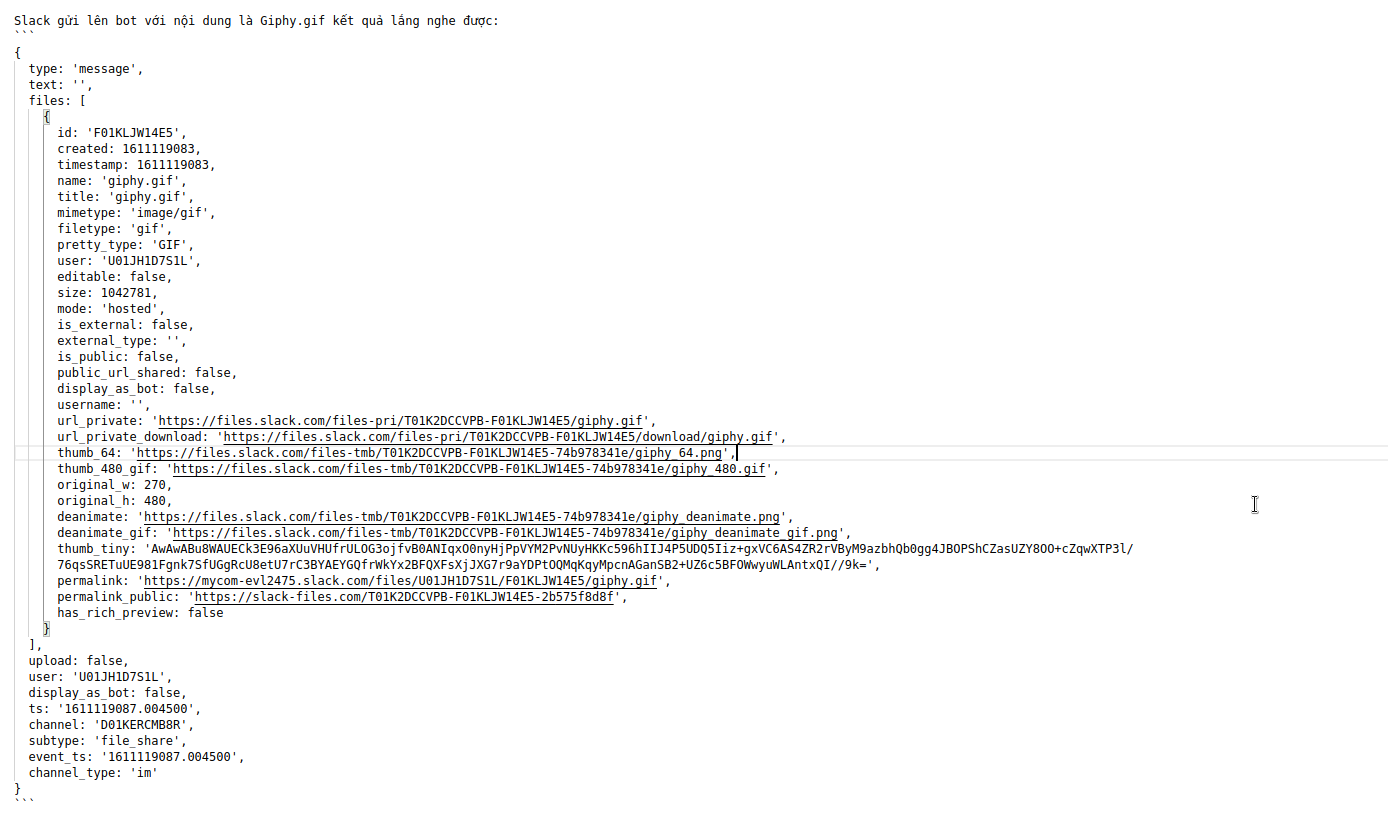 Slack gửi lên bot với nội dung là Giphy.gif kết quả lắng nghe được:
```
{
  type: 'message',
  text: '',
  files: [
    {
      id: 'F01KLJW14E5',
      created: 1611119083,
      timestamp: 1611119083,
      name: 'giphy.gif',
      title: 'giphy.gif',
      mimetype: 'image/gif',
      filetype: 'gif',
      pretty_type: 'GIF',
      user: 'U01JH1D7S1L',
      editable: false,
      size: 1042781,
      mode: 'hosted',
      is_external: false,
      external_type: '',
      is_public: false,
      public_url_shared: false,
      display_as_bot: false,
      username: '',
      url_private: 'https://files.slack.com/files-pri/T01K2DCCVPB-F01KLJW14E5/giphy.gif',
      url_private_download: 'https://files.slack.com/files-pri/T01K2DCCVPB-F01KLJW14E5/download/giphy.gif',
      thumb_64: 'https://files.slack.com/files-tmb/T01K2DCCVPB-F01KLJW14E5-74b978341e/giphy_64.png',
      thumb_480_gif: 'https://files.slack.com/files-tmb/T01K2DCCVPB-F01KLJW14E5-74b978341e/giphy_480.gif',
      original_w: 270,
      original_h: 480,
      deanimate: 'https://files.slack.com/files-tmb/T01K2DCCVPB-F01KLJW14E5-74b978341e/giphy_deanimate.png',
      deanimate_gif: 'https://files.slack.com/files-tmb/T01K2DCCVPB-F01KLJW14E5-74b978341e/giphy_deanimate_gif.png',
      thumb_tiny: 'AwAwABu8WAUECk3E96aXUuVHUfrULOG3ojfvB0ANIqxO0nyHjPpVYM2PvNUyHKKc596hIIJ4P5UDQ5Iiz+gxVC6AS4ZR2rVByM9azbhQb0gg4JBOPShCZasUZY8OO+cZqwXTP3l/
      76qsSRETuUE981Fgnk7SfUGgRcU8etU7rC3BYAEYGQfrWkYx2BFQXFsXjJXG7r9aYDPtOQMqKqyMpcnAGanSB2+UZ6c5BFOWwyuWLAntxQI//9k=',
      permalink: 'https://mycom-evl2475.slack.com/files/U01JH1D7S1L/F01KLJW14E5/giphy.gif',
      permalink_public: 'https://slack-files.com/T01K2DCCVPB-F01KLJW14E5-2b575f8d8f',
      has_rich_preview: false
    }
  ],
  upload: false,
  user: 'U01JH1D7S1L',
  display_as_bot: false,
  ts: '1611119087.004500',
  channel: 'D01KERCMB8R',
  subtype: 'file_share',
  event_ts: '1611119087.004500',
  channel_type: 'im'
}
```